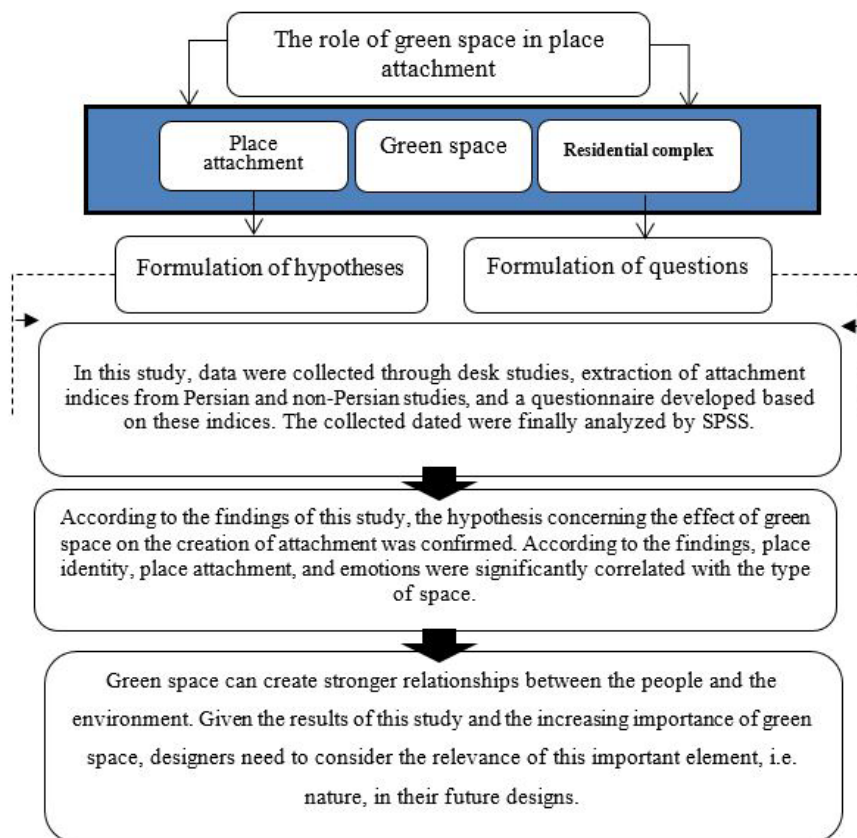 The role of green space in place
attachment
Place
attachment
Green space
Residential complex
Formulation of hypotheses
Formulation of questions
In this study, data were collected through desk studies, extraction of attachment
indices from Persian and non-Persian studies, and a questionnaire developed based
on these indices. The collected dated were finally analyzed by SPSS.
According to the findings of this study, the hypothesis concerning the effect of green
space on the creation of attachment was confirmed. According to the findings, place
identity, place attachment, and emotions were significantly correlated with the type
of space.
Green space can create stronger relationships between the people and the
environment. Given the results of this study and the increasing importance of green
space, designers need to consider the relevance of this important element, i.e.
nature, in their future designs.